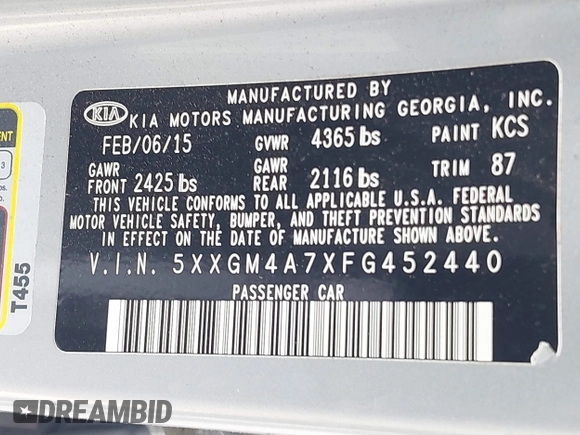 MANUFACTURED BY
KIA KIA MOTORS MANUFACTURING GEORGIA, INC.
FEB/06/15 GVWR 4365 lbs PAINT KCS
GAWR FRONT 2425 lbs GAWR REAR 2116 lbs TRIM 87
THIS VEHICLE CONFORMS TO ALL APPLICABLE U.S.A. FEDERAL
MOTOR VEHICLE SAFETY, BUMPER, AND THEFT PREVENTION STANDARDS
IN EFFECT ON THE DATE OF MANUFACTURE SHOWN ABOVE.
V.I.N. 5XXGM4A7XFG452440
PASSENGER CAR
T455
3
DREAMBID